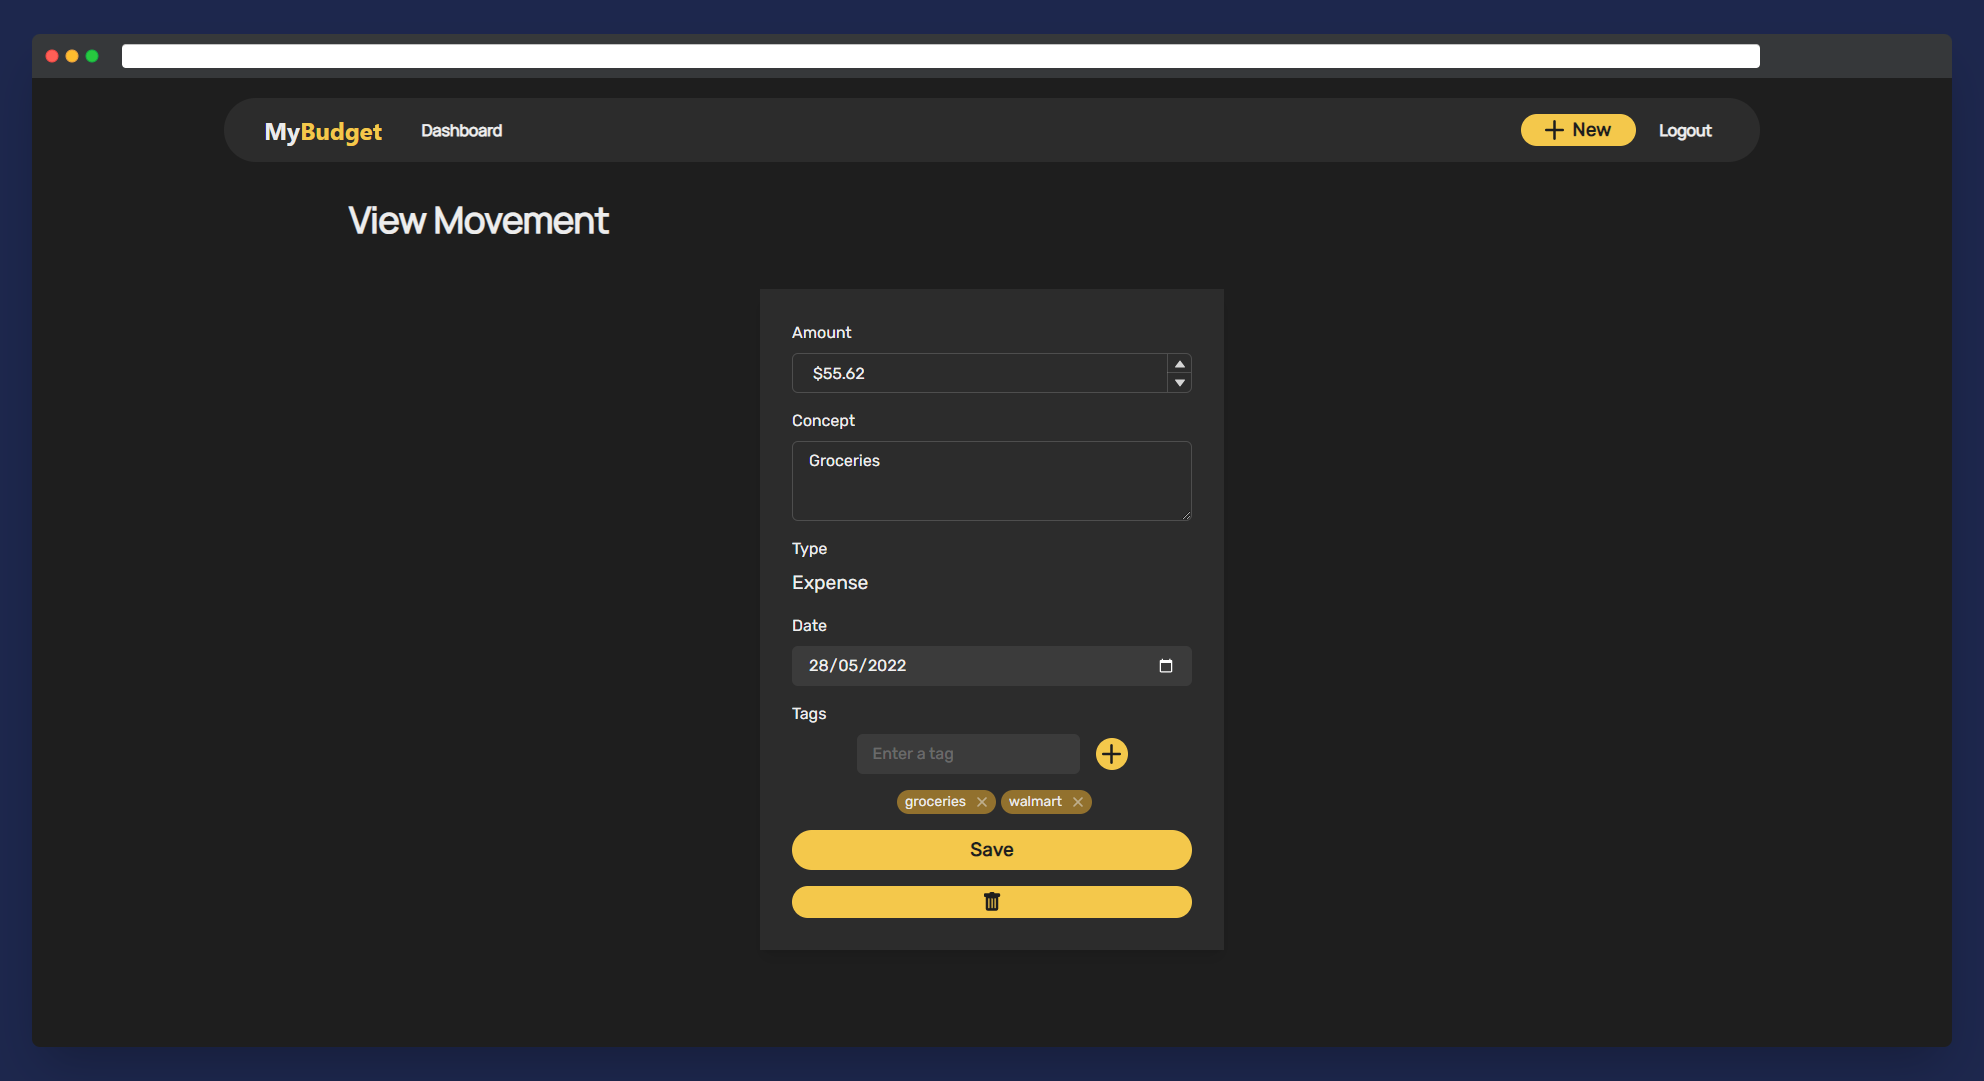 MyBudget Dashboard New Logout
View Movement
Amount
$55.62
Concept
Groceries
Type
Expense
Date
28/05/2022
Tags
Enter a tag
groceries walmart
Save